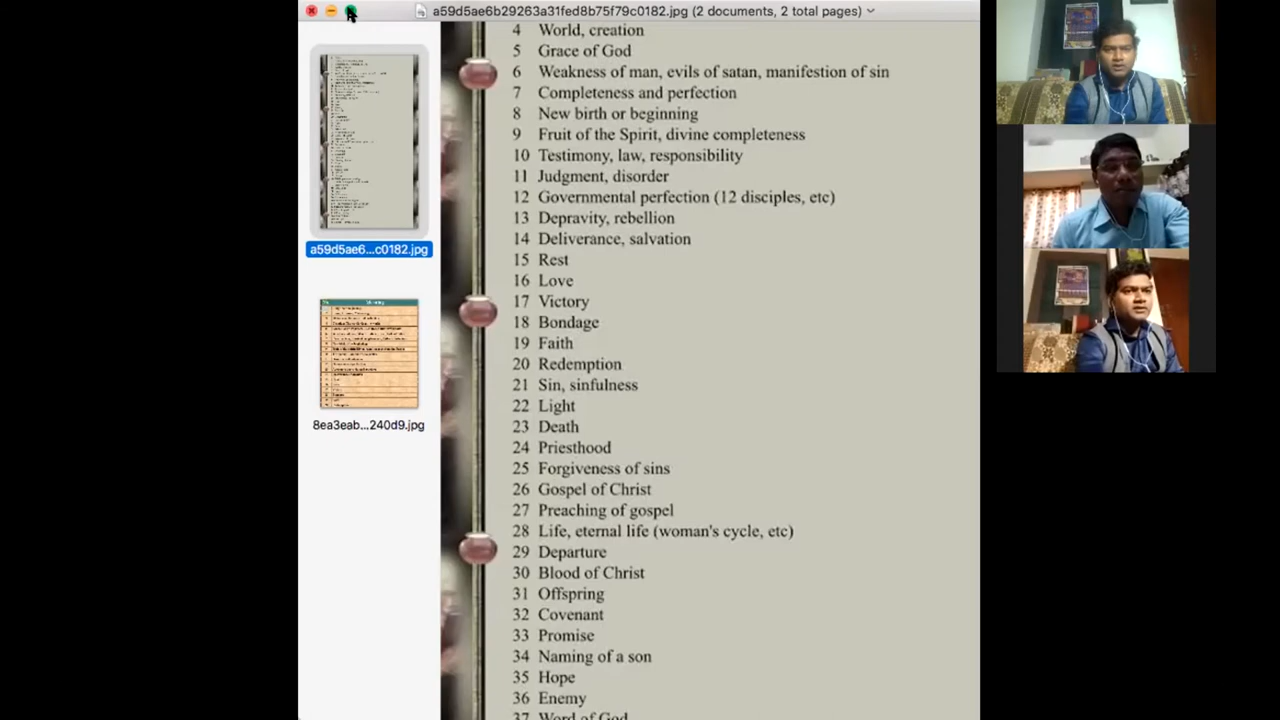 a59d5ae6b29263a31fed8b75f79c0182.jpg (2 documents, 2 total pages)
a59d5ae6...c0182.jpg
8ea3eab...240d9.jpg
4 World, creation
5 Grace of God
6 Weakness of man, evils of satan, manifestion of sin
7 Completeness and perfection
8 New birth or beginning
9 Fruit of the Spirit, divine completeness
10 Testimony, law, responsibility
11 Judgment, disorder
12 Governmental perfection (12 disciples, etc)
13 Depravity, rebellion
14 Deliverance, salvation
15 Rest
16 Love
17 Victory
18 Bondage
19 Faith
20 Redemption
21 Sin, sinfulness
22 Light
23 Death
24 Priesthood
25 Forgiveness of sins
26 Gospel of Christ
27 Preaching of gospel
28 Life, eternal life (woman's cycle, etc)
29 Departure
30 Blood of Christ
31 Offspring
32 Covenant
33 Promise
34 Naming of a son
35 Hope
36 Enemy
37 Word of God